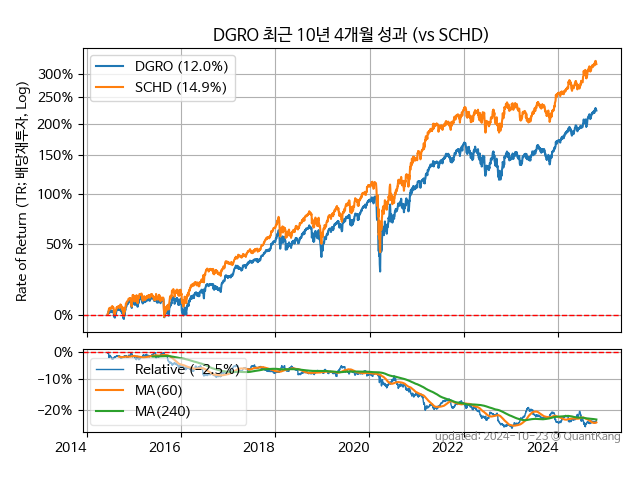 DGRO 최근 10년 4개월 성과 (vs SCHD)
Rate of Return (TR; 배당재투자, Log)
300%
250%
200%
150%
100%
50%
0%
DGRO (12.0%)
SCHD (14.9%)
0%
−10%
−20%
Relative (−2.5%)
MA(60)
MA(240)
2014
2016
2018
2020
2022
2024
updated: 2024-10-23 @ QuantKang